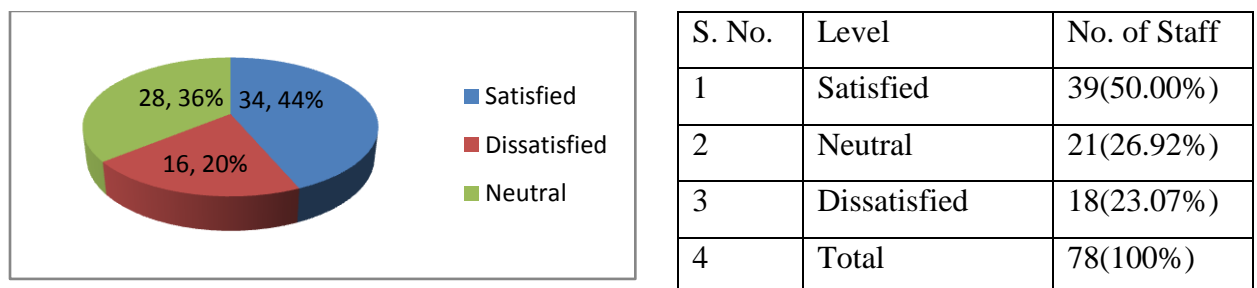 28, 36%
34, 44%
16, 20%
Satisfied
Dissatisfied
Neutral
S. No. Level No. of Staff
1 Satisfied 39(50.00%)
2 Neutral 21(26.92%)
3 Dissatisfied 18(23.07%)
4 Total 78(100%)